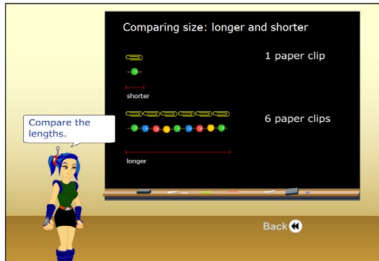 Comparing size: longer and shorter
1 paper clip
shorter
6 paper clips
Compare the
lengths.
longer
Back